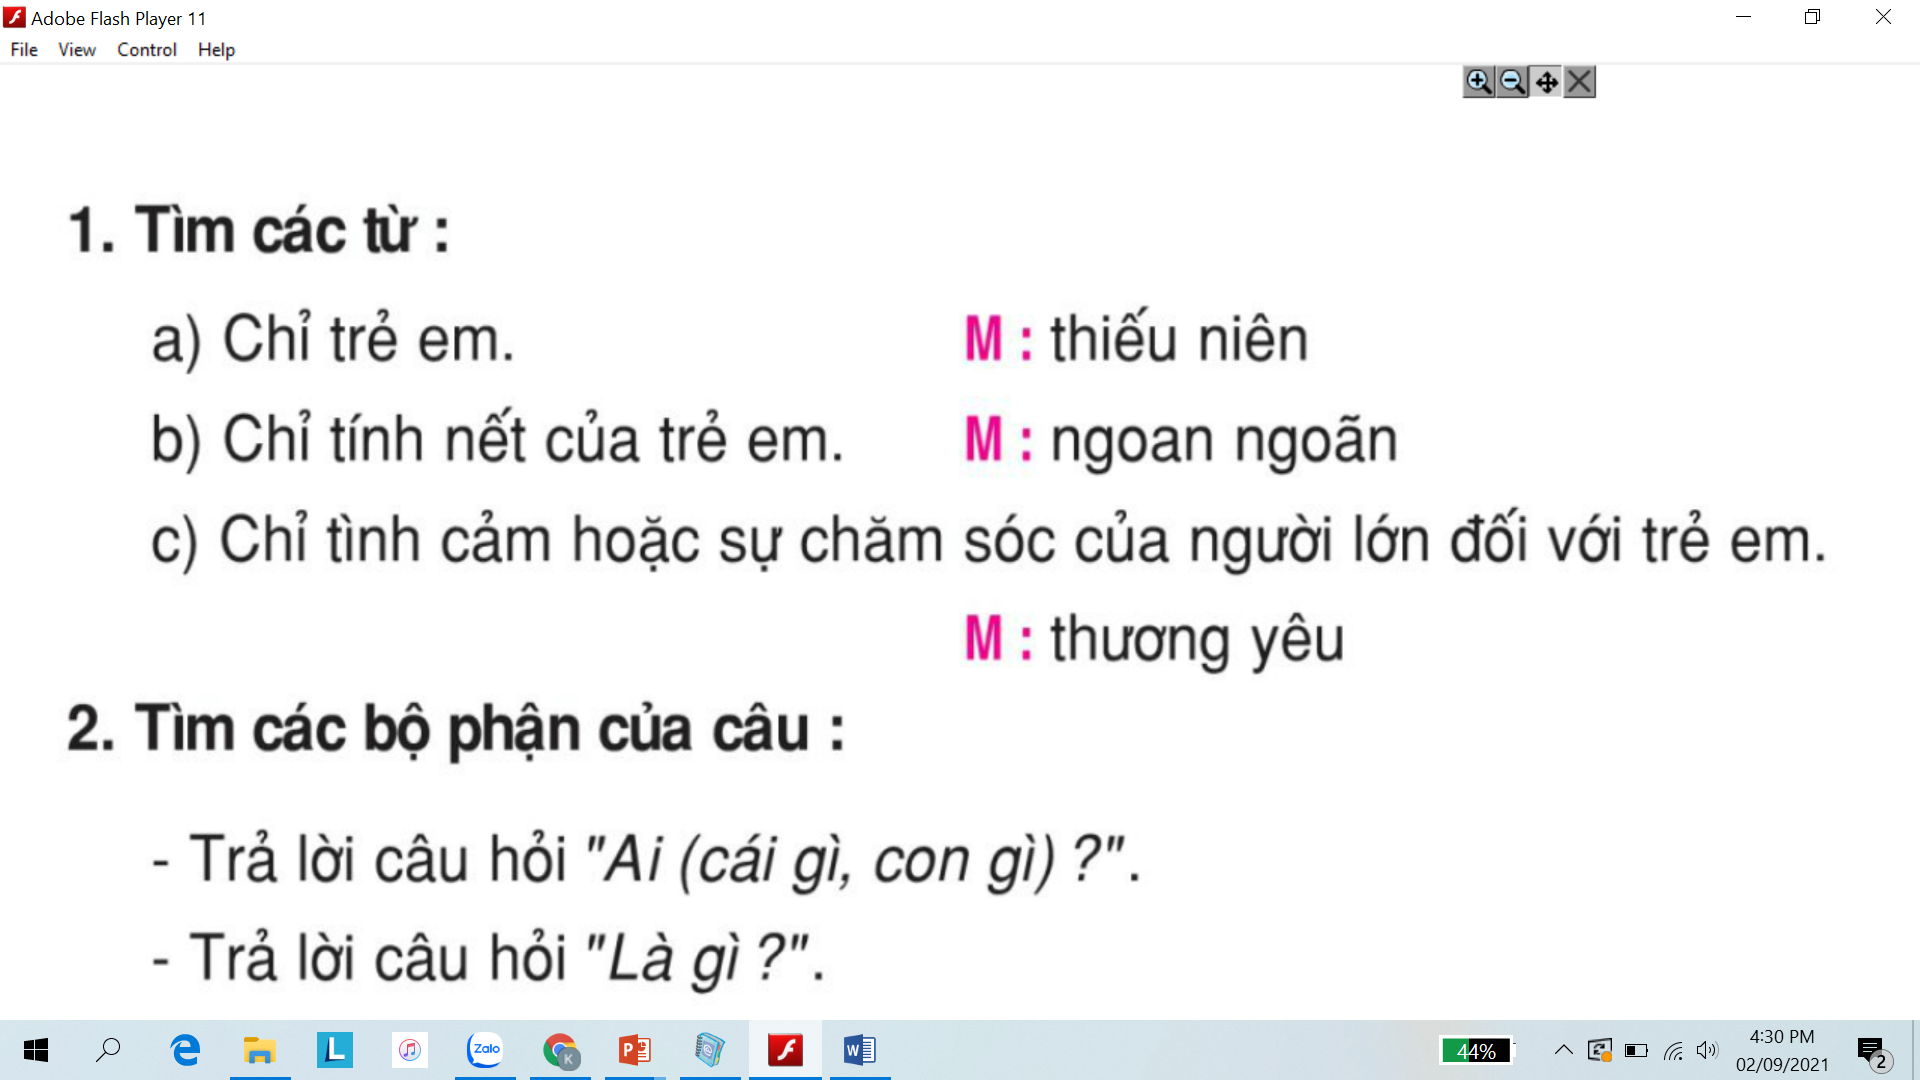 Adobe Flash Player 11
File View Control Help
1. Tìm các từ :
a) Chỉ trẻ em. M : thiếu niên
b) Chỉ tính nết của trẻ em. M : ngoan ngoãn
c) Chỉ tình cảm hoặc sự chăm sóc của người lớn đối với trẻ em.
M : thương yêu
2. Tìm các bộ phận của câu :
- Trả lời câu hỏi "Ai (cái gì, con gì) ?".
- Trả lời câu hỏi "Là gì ?".
L Zalo K P W 44% 4:30 PM
02/09/2021 2